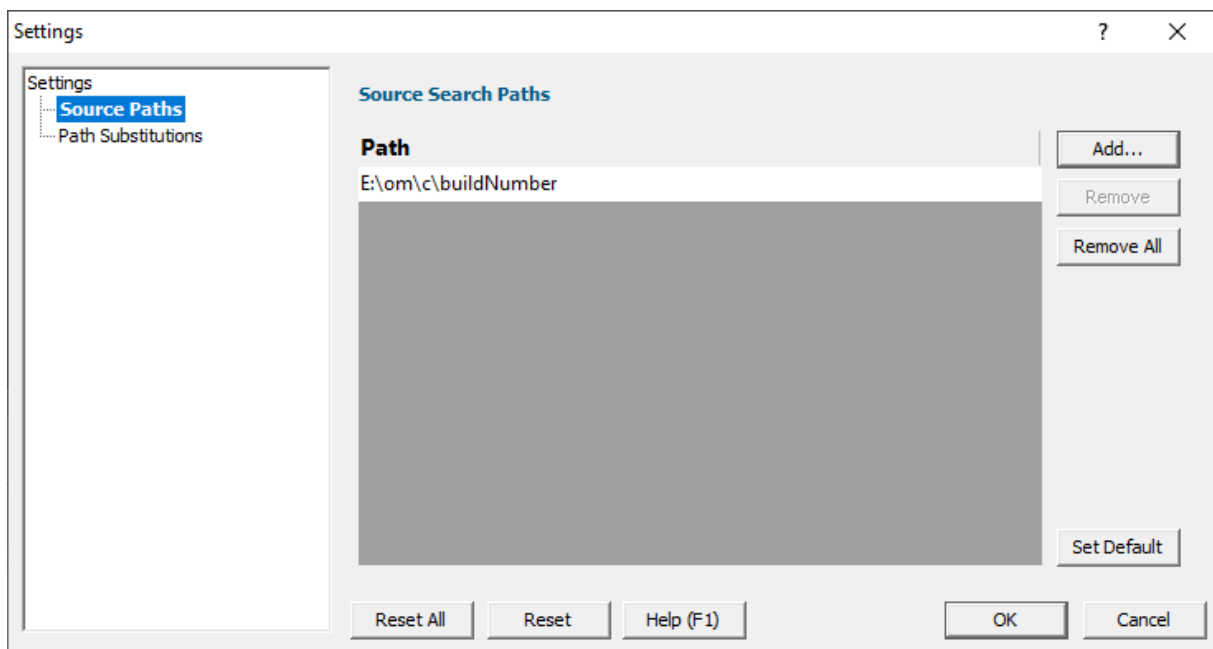 Settings
?
Settings
Source Paths
Path Substitutions
Source Search Paths
Path
E:\om\c\buildNumber
Add...
Remove
Remove All
Set Default
Reset All
Reset
Help (F1)
OK
Cancel